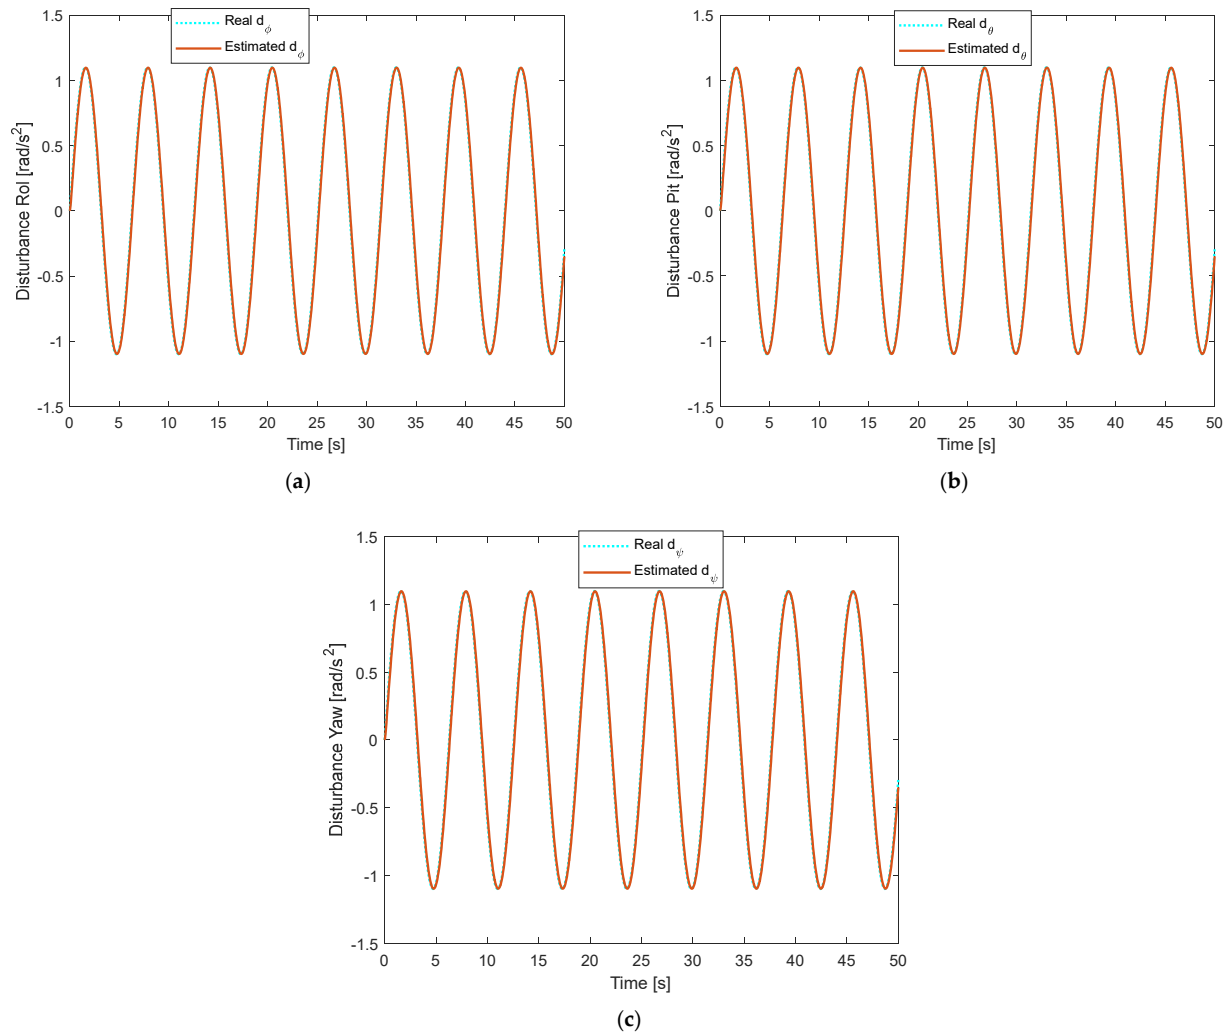 Real d_ϕ
Estimated d_ϕ
1.5
1
0.5
0
-0.5
-1
-1.5
Disturbance Rol [rad/s²]
0 5 10 15 20 25 30 35 40 45 50
Time [s]
(a)
Real d_θ
Estimated d_θ
1.5
1
0.5
0
-0.5
-1
-1.5
Disturbance Pit [rad/s²]
0 5 10 15 20 25 30 35 40 45 50
Time [s]
(b)
Real d_ψ
Estimated d_ψ
1.5
1
0.5
0
-0.5
-1
-1.5
Disturbance Yaw [rad/s²]
0 5 10 15 20 25 30 35 40 45 50
Time [s]
(c)